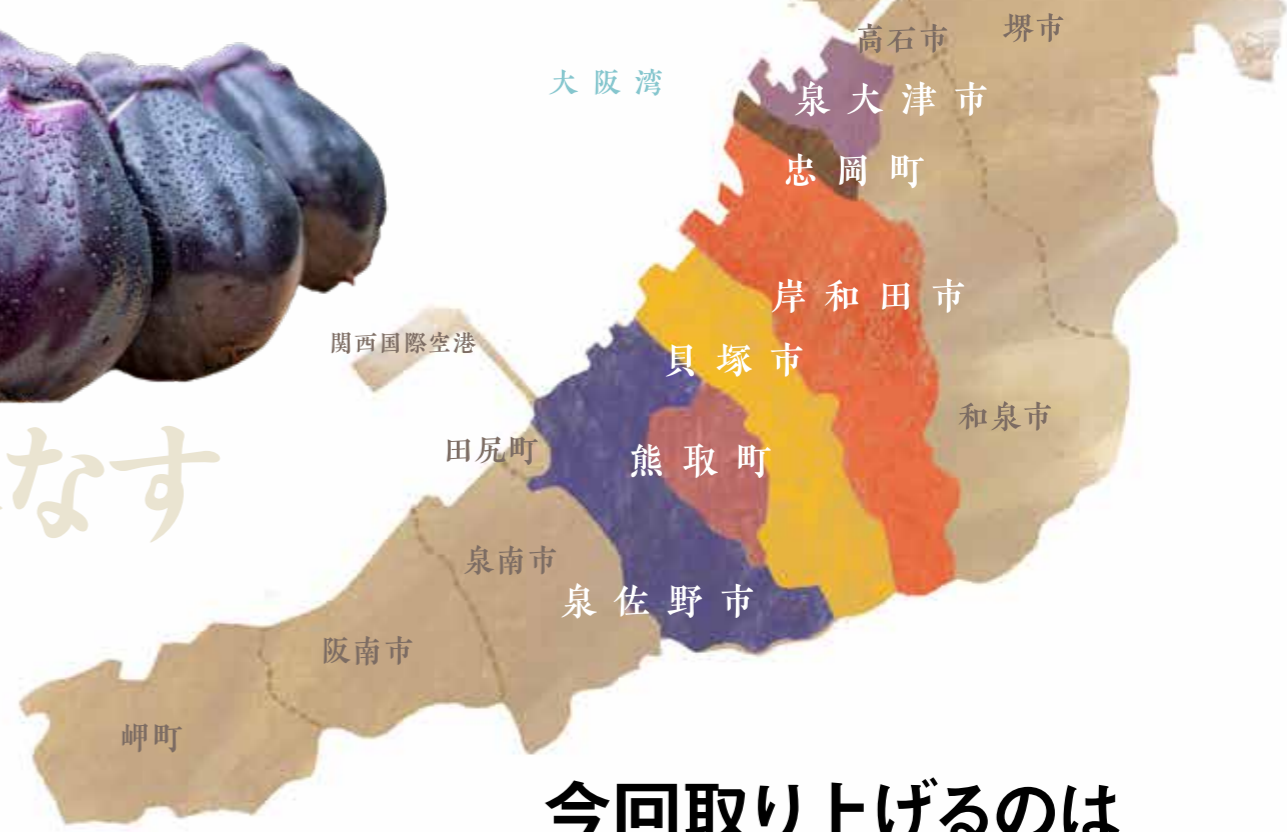 堺市
高石市
大阪湾
泉大津市
忠岡町
岸和田市
関西国際空港
貝塚市
和泉市
田尻町
熊取町
なす
泉南市
泉佐野市
阪南市
岬町
今回取り上げるのは